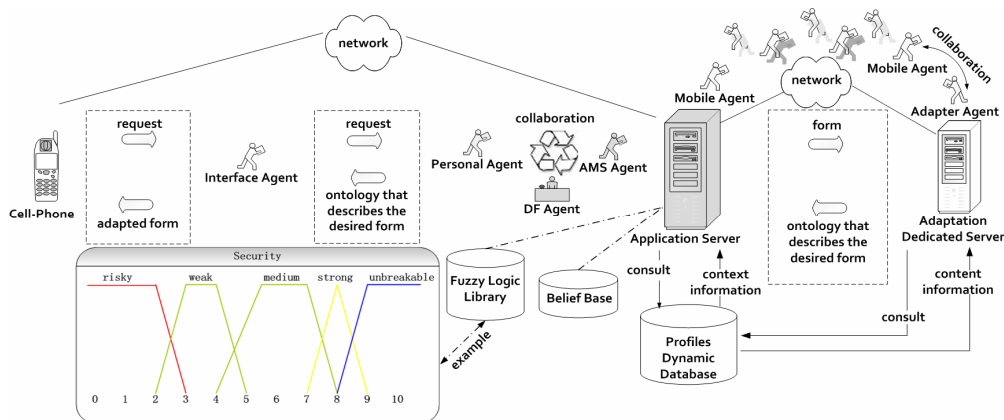 network
request
adapted form
Cell-Phone
Interface Agent
request
ontology that
describes the
desired form
collaboration
Personal Agent
AMS Agent
DF Agent
Mobile Agent
network
Mobile Agent
collaboration
Adapter Agent
form
ontology that
describes the
desired form
Application Server
Adaptation
Dedicated Server
consult
context
information
content
information
consult
Fuzzy Logic
Library
Belief Base
Profiles
Dynamic
Database
example
Security
risky weak medium strong unbreakable
0 1 2 3 4 5 6 7 8 9 10